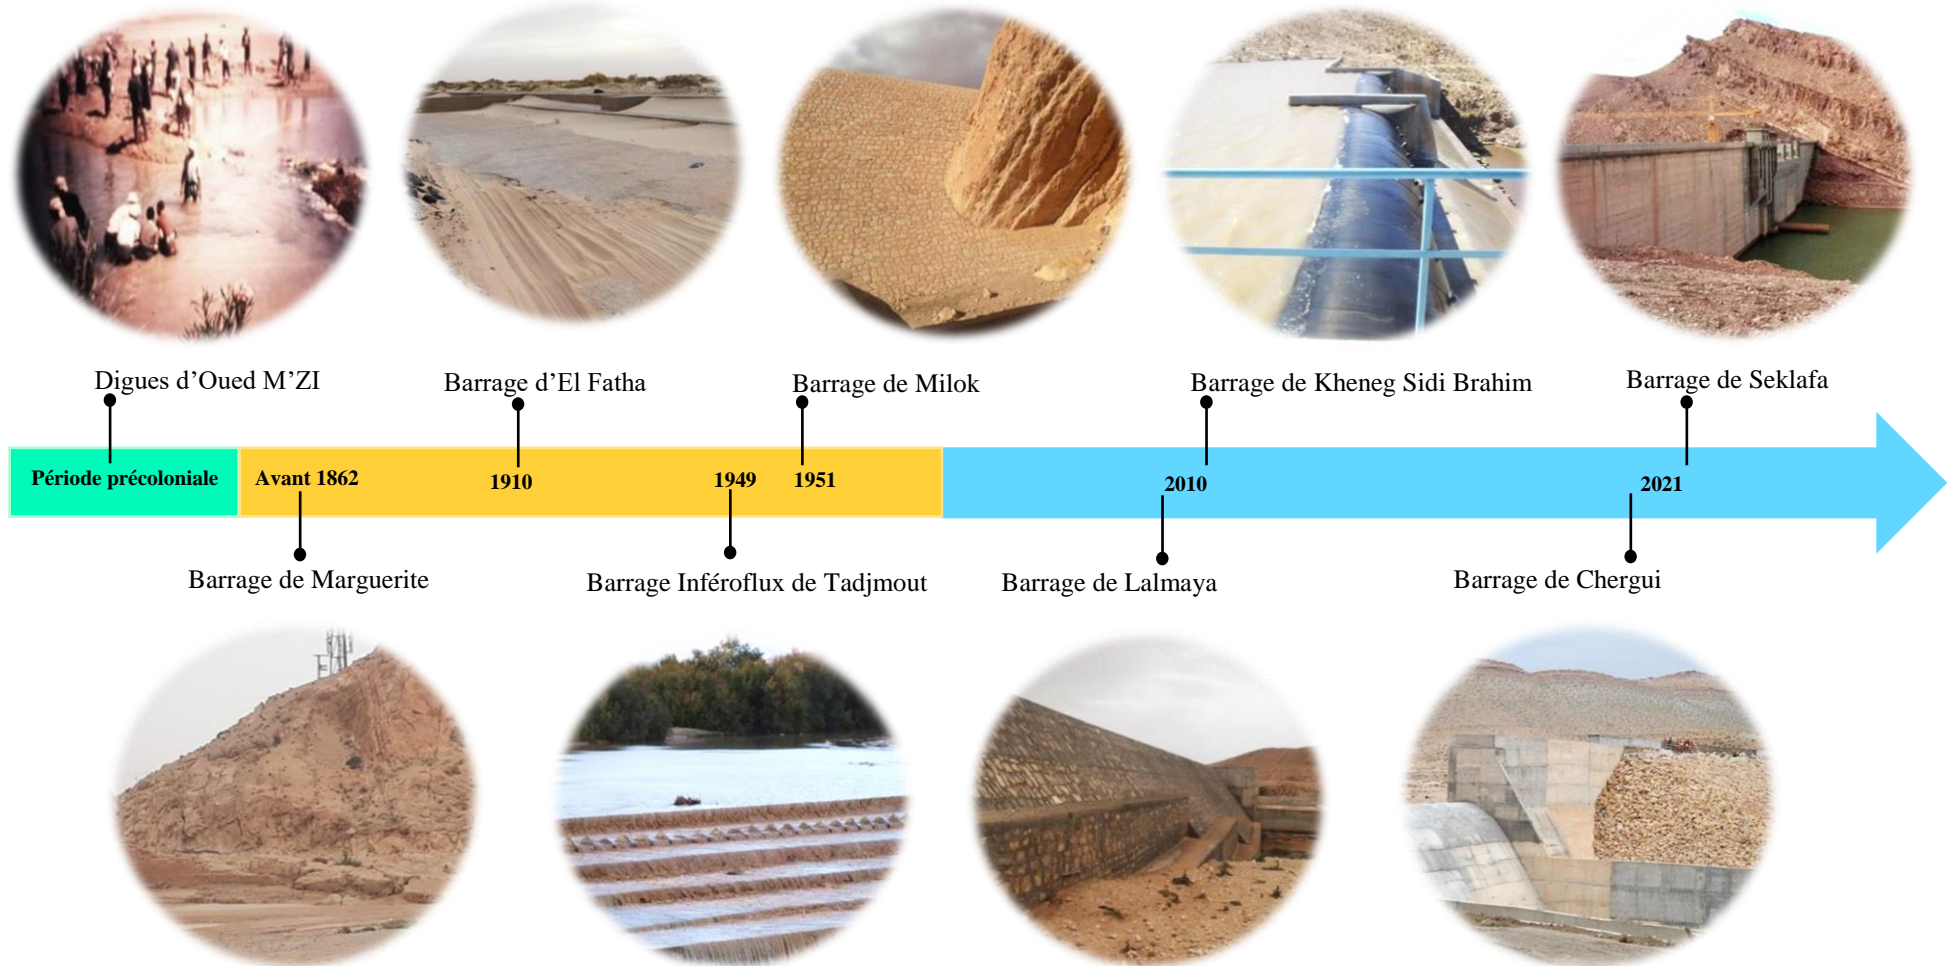 Digues d’Oued M’ZI
Barrage d’El Fatha
Barrage de Milok
Barrage de Kheneg Sidi Brahim
Barrage de Seklafa
Période précoloniale
Avant 1862
1910
1949
1951
2010
2021
Barrage de Marguerite
Barrage Inféroflux de Tadjmout
Barrage de Lalmaya
Barrage de Chergui